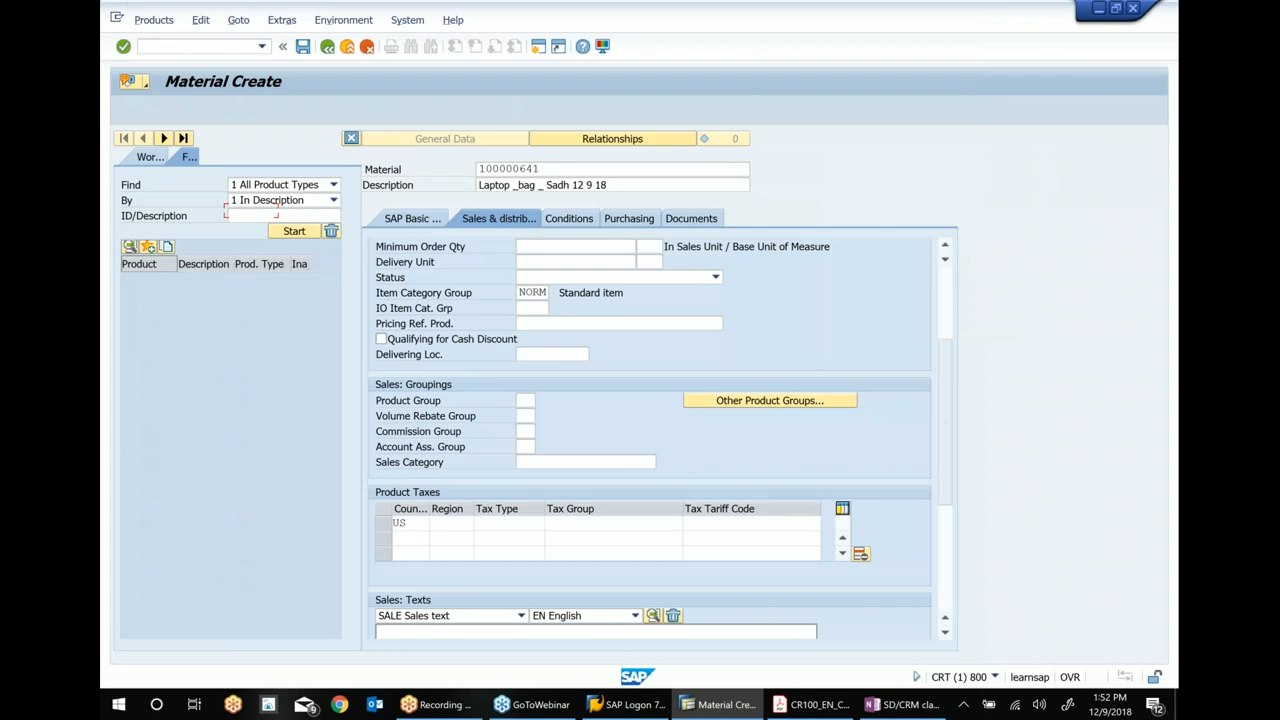 Products Edit Goto Extras Environment System Help
Material Create
General Data Relationships 0
Wor... F...
Material 100000641
Find 1 All Product Types
Description Laptop _bag _ Sadh 12 9 18
By 1 In Description
ID/Description
Start
SAP Basic ... Sales & distrib... Conditions Purchasing Documents
Product Description Prod. Type Ina
Minimum Order Qty In Sales Unit / Base Unit of Measure
Delivery Unit
Status
Item Category Group NORM Standard item
IO Item Cat. Grp
Pricing Ref. Prod.
Qualifying for Cash Discount
Delivering Loc.
Sales: Groupings
Product Group Other Product Groups...
Volume Rebate Group
Commission Group
Account Ass. Group
Sales Category
Product Taxes
Coun... Region Tax Type Tax Group Tax Tariff Code
US
Sales: Texts
SALE Sales text EN English
SAP CRT (1) 800 learnsap OVR
Recording ... GoToWebinar SAP Logon 7... Material Cre... CR100_EN_C... SD/CRM cla... 1:52 PM
12/9/2018 12